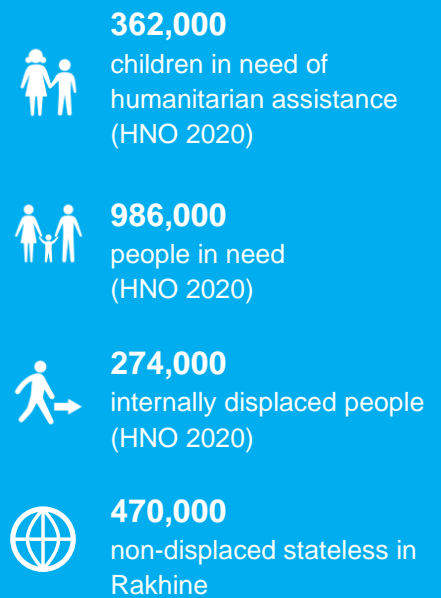 362,000
children in need of
humanitarian assistance
(HNO 2020)
986,000
people in need
(HNO 2020)
274,000
internally displaced people
(HNO 2020)
470,000
non-displaced stateless in
Rakhine